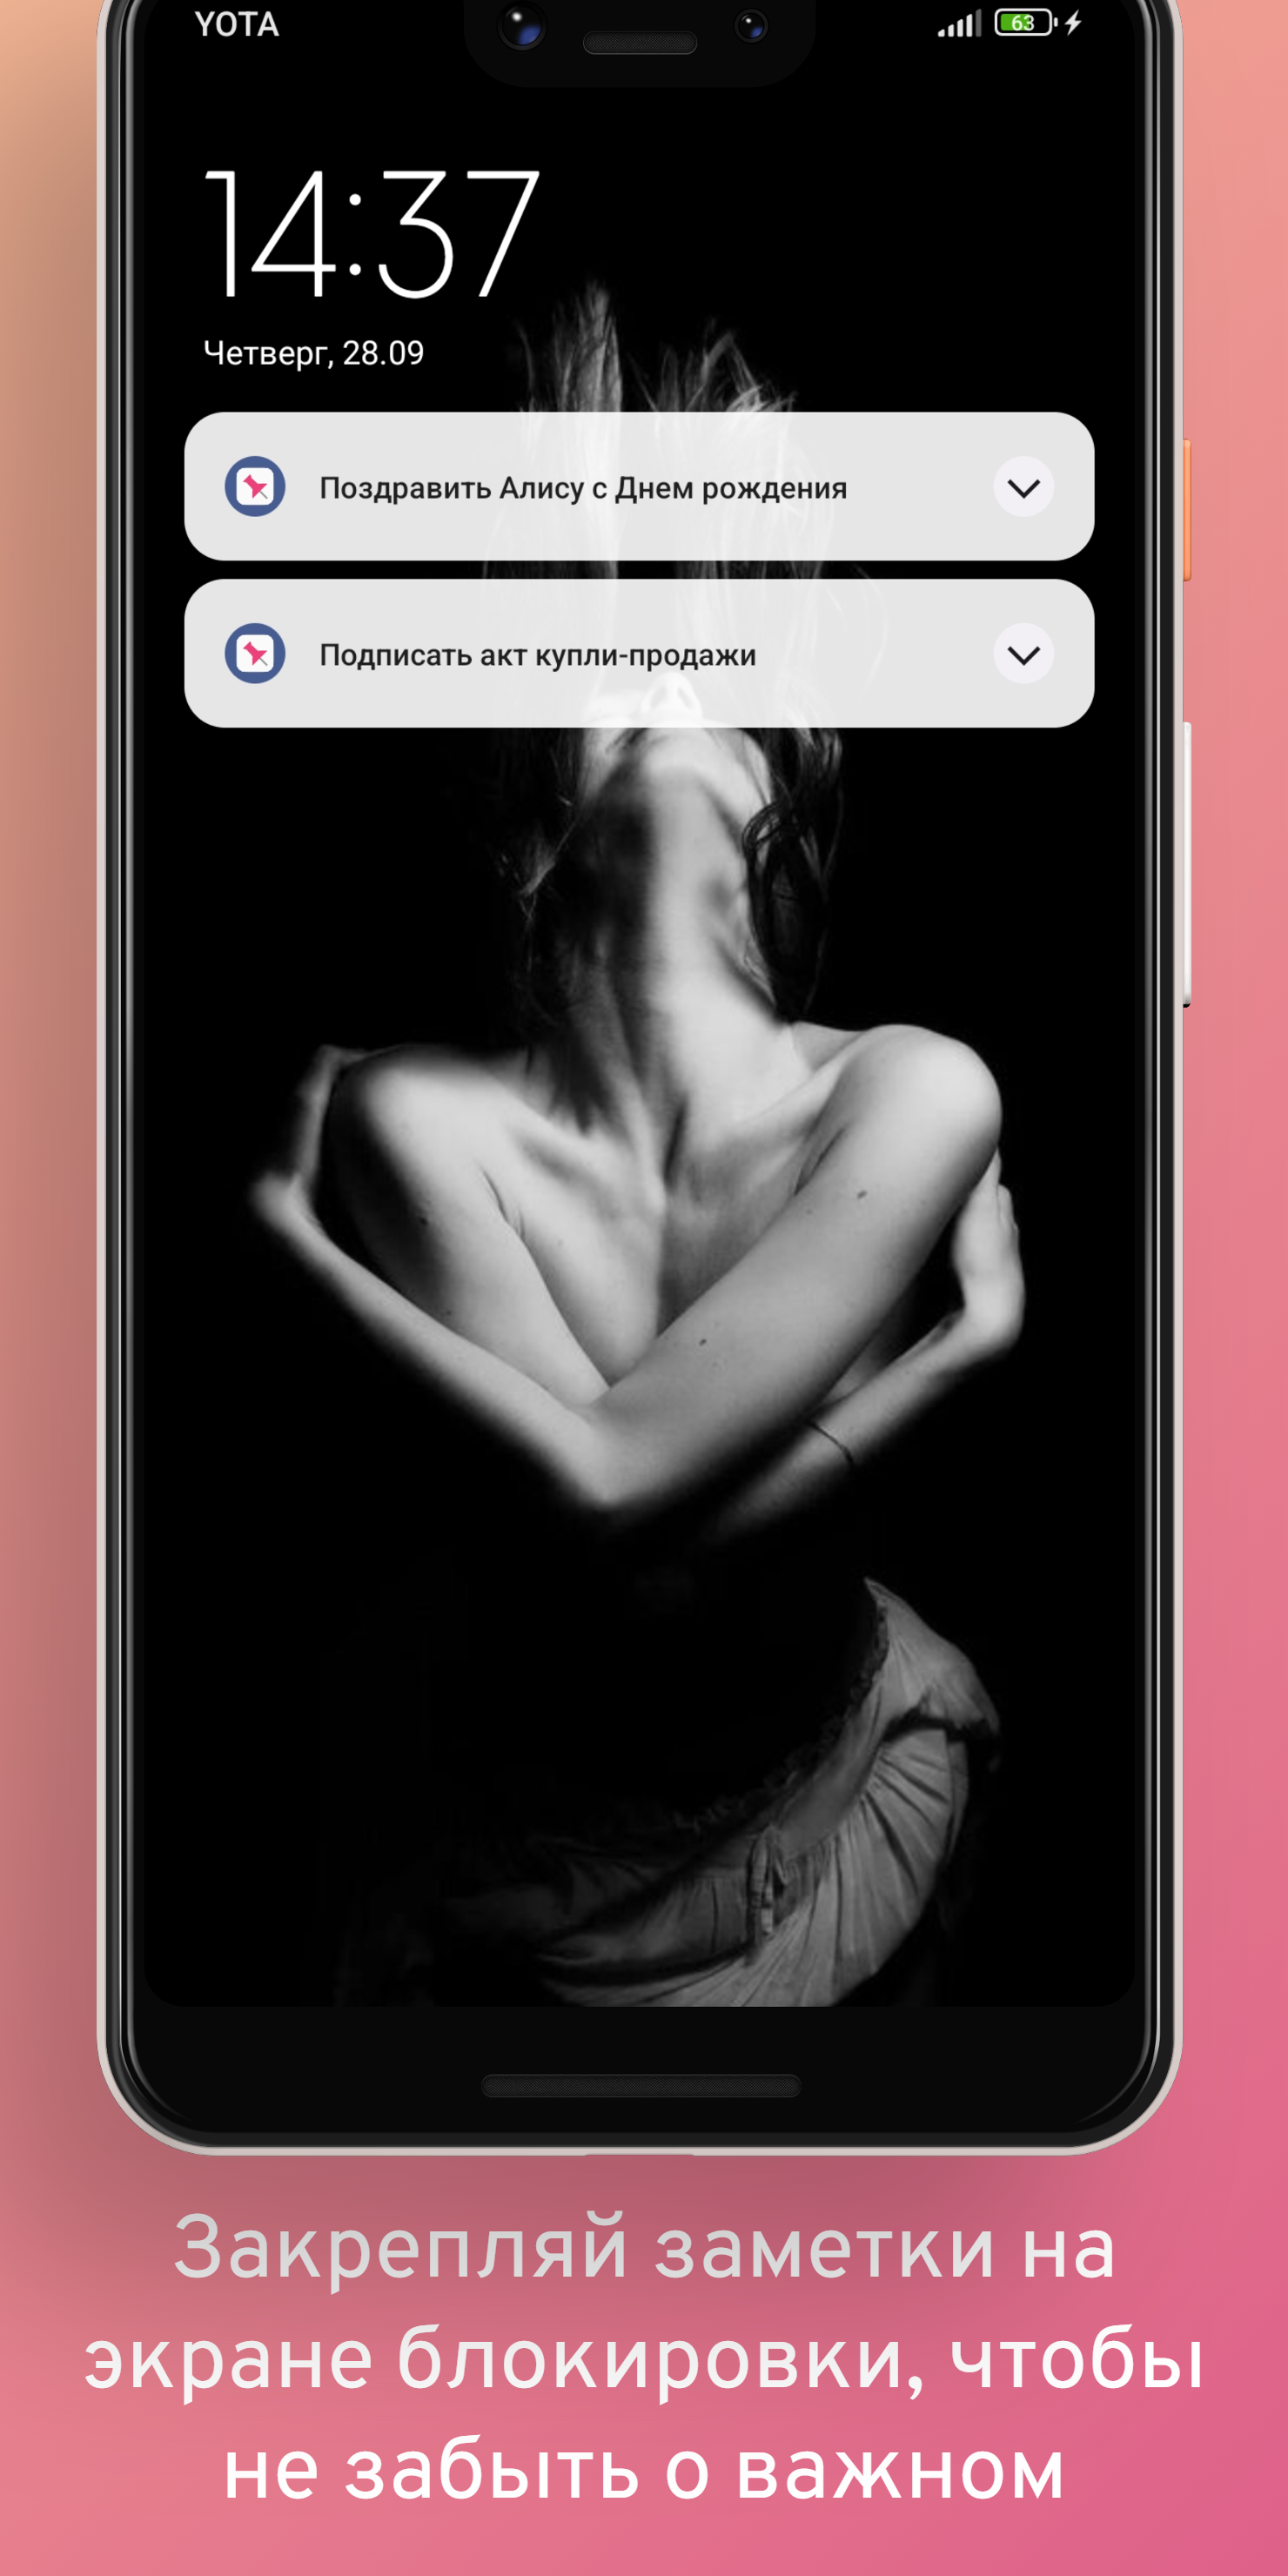 YOTA
63
14:37
Четверг, 28.09
Поздравить Алису с Днем рождения
Подписать акт купли-продажи
Закрепляй заметки на
экране блокировки, чтобы
не забыть о важном